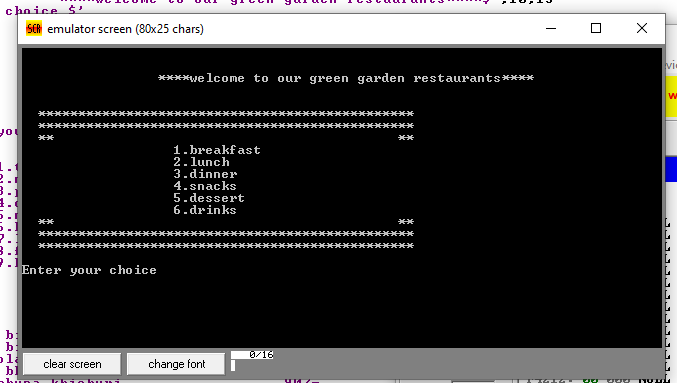 choice $'
emulator screen (80x25 chars)
****welcome to our green garden restaurants****
***********************************************
***********************************************
** **
1.breakfast
2.lunch
3.dinner
4.snacks
5.dessert
6.drinks
** **
***********************************************
***********************************************
Enter your choice
clear screen
change font
0/16